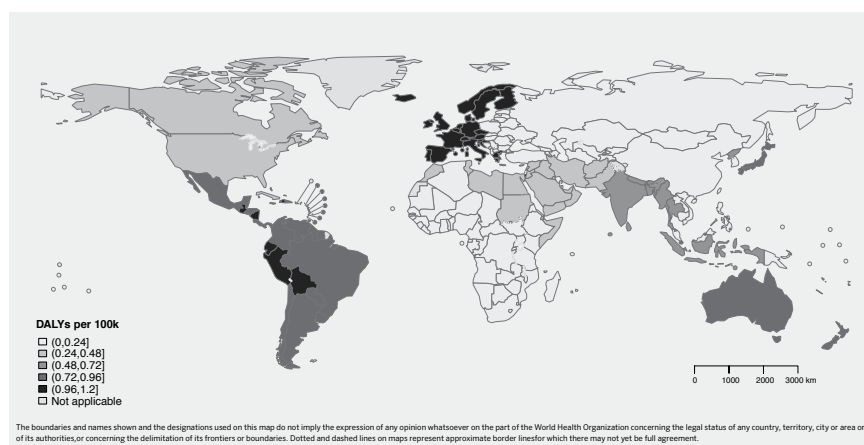 DALYs per 100k
(0,0.24]
(0.24,0.48]
(0.48,0.72]
(0.72,0.96]
(0.96,1.2]
Not applicable
0 1000 2000 3000 km
The boundaries and names shown and the designations used on this map do not imply the expression of any opinion whatsoever on the part of the World Health Organization concerning the legal status of any country, territory, city or area o
of its authorities,or concerning the delimitation of its frontiers or boundaries. Dotted and dashed lines on maps represent approximate border linesfor which there may not yet be full agreement.